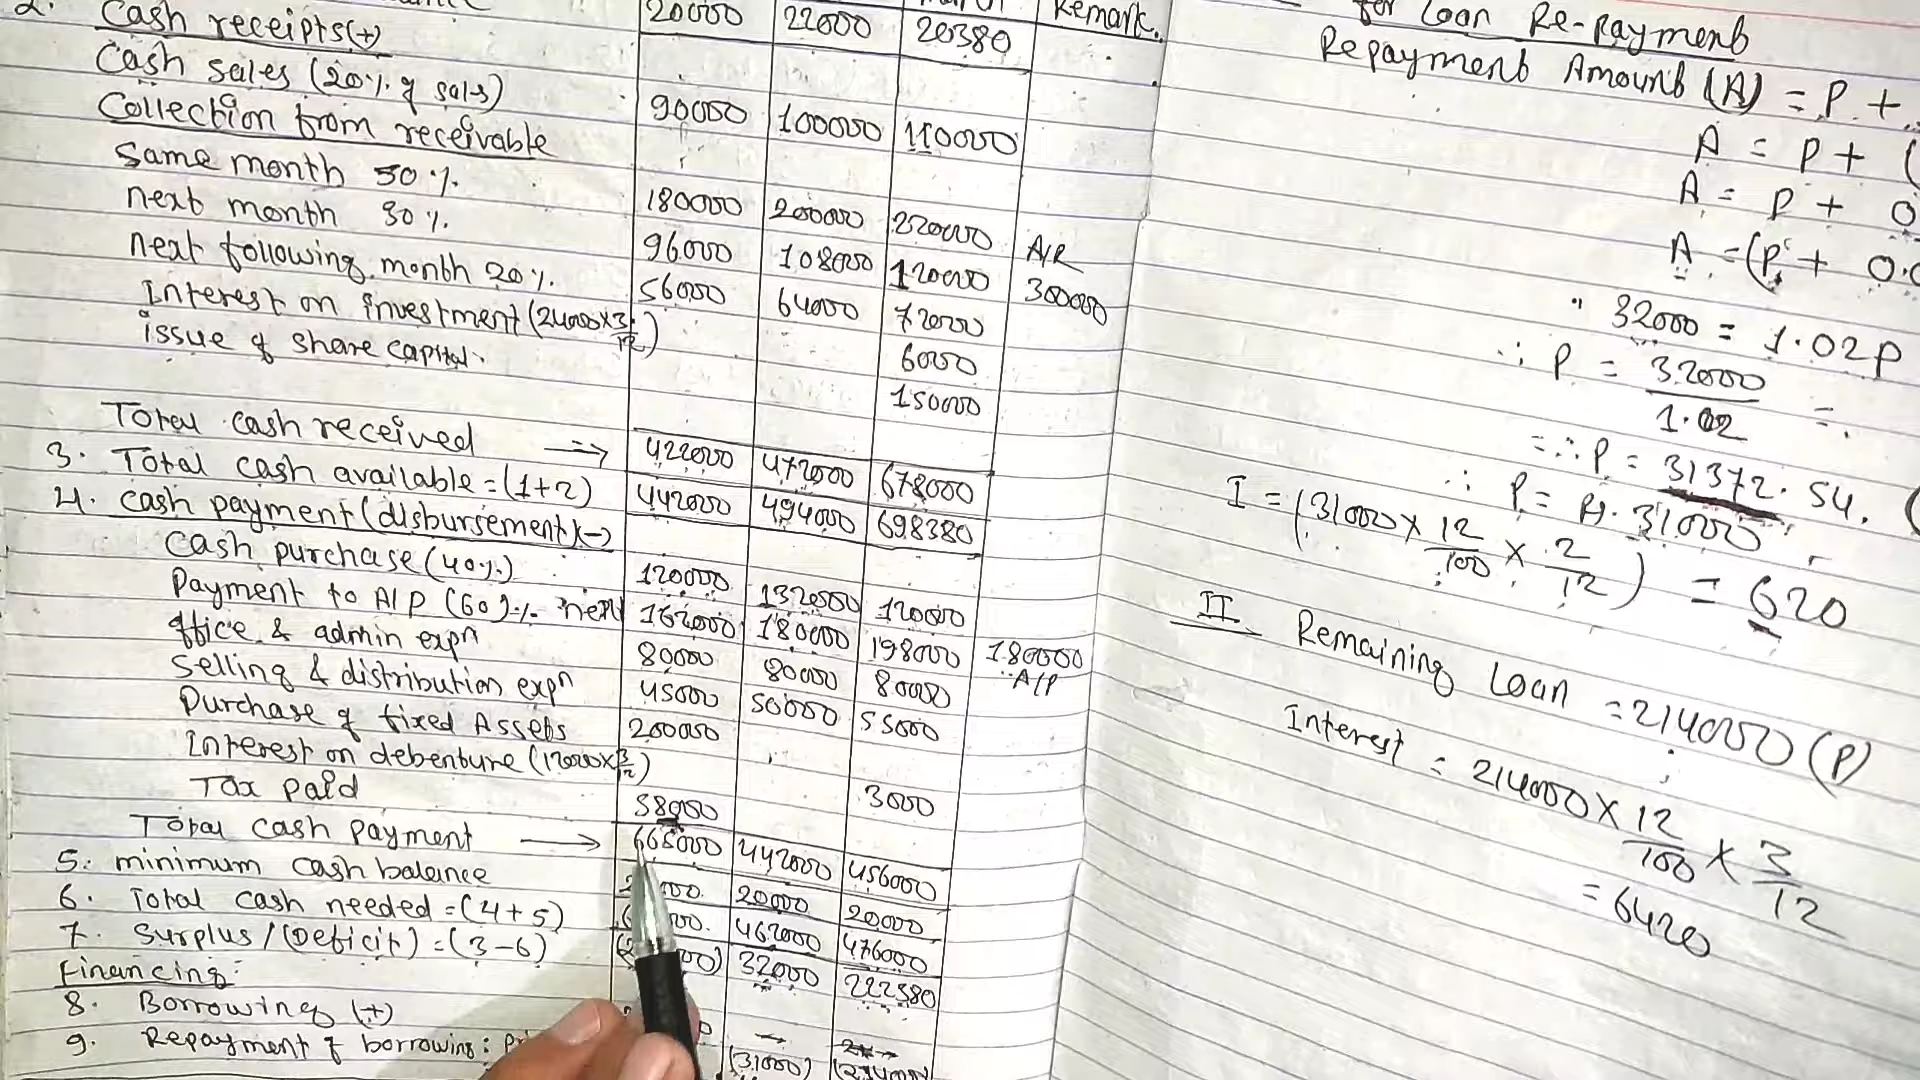 2. Cash receipts(+) 20000 22000 20380 Remark.
Cash sales (20% of sales) 90000 100000 110000
Collection from receivable
Same month 50%. 180000 200000 220000 A/R
next month 30%. 96000 108000 120000 300000
next following month 20%. 56000 64000 72000
Interest on investment (24000×3/12) 6000
issue of share capital. 150000
Total cash received ⇒ 422000 472000 678000
3. Total cash available = (1+2) 442000 494000 698380
4. Cash payment (disbursement)(-)
Cash purchase (40%) 120000 132000 120000
Payment to A/P (60)% next 162000 180000 198000 180000
office & admin expn 80000 80000 80000 A/P
Selling & distribution expn 45000 50000 55000
Purchase of fixed Assets 200000
Interest on debenture (12000×3/12) 3000
Tax paid 58000
Total cash payment → 665000 442000 456000
5. minimum cash balance 20000 20000
6. Total cash needed = (4+5) 462000 476000
7. Surplus/(Deficit) = (3-6) 32000 222380
Financing:
8. Borrowing (+)
9. Repayment of borrowing: (31000)
for Loan Re-payment
Repayment Amount (A) = P +
A = P + (
A = P + 0
A = (P + 0.0
32000 = 1.02P
∴ P = 32000/1.02 =
∴ P = 31372.54. (
∴ P = 31000
I = (31000 × 12/100 × 2/12) = 620
II. Remaining Loan = 214000 (P)
Interest = 214000 × 12/100 × 3/12
= 6420